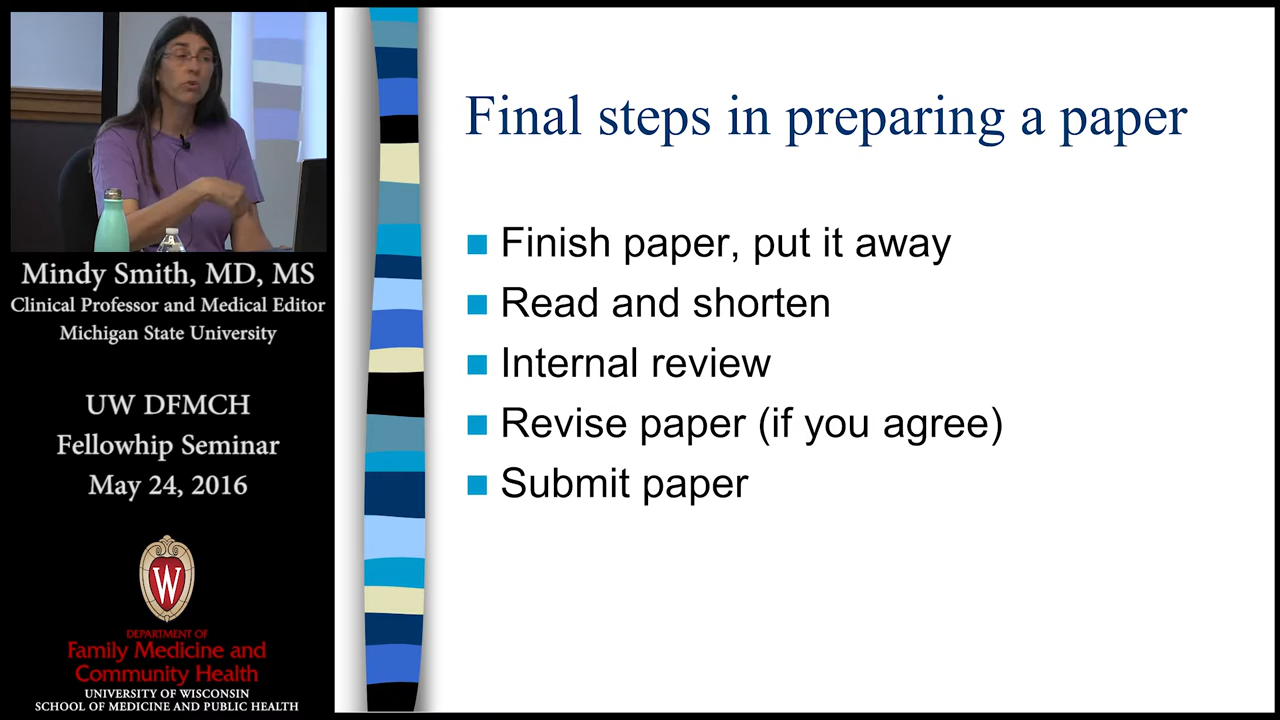 Mindy Smith, MD, MS
Clinical Professor and Medical Editor
Michigan State University
UW DFMCH
Fellowhip Seminar
May 24, 2016
W
DEPARTMENT OF
Family Medicine and
Community Health
UNIVERSITY OF WISCONSIN
SCHOOL OF MEDICINE AND PUBLIC HEALTH
Final steps in preparing a paper
Finish paper, put it away
Read and shorten
Internal review
Revise paper (if you agree)
Submit paper